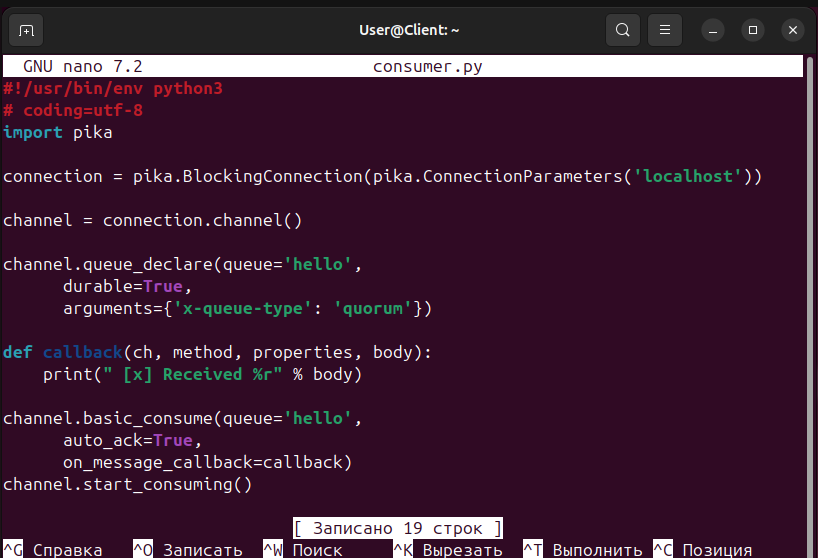 User@Client: ~
GNU nano 7.2 consumer.py
#!/usr/bin/env python3
# coding=utf-8
import pika
connection = pika.BlockingConnection(pika.ConnectionParameters('localhost'))
channel = connection.channel()
channel.queue_declare(queue='hello',
      durable=True,
      arguments={'x-queue-type': 'quorum'})
def callback(ch, method, properties, body):
    print(" [x] Received %r" % body)
channel.basic_consume(queue='hello',
      auto_ack=True,
      on_message_callback=callback)
channel.start_consuming()
[ Записано 19 строк ]
^G Справка ^O Записать ^W Поиск ^K Вырезать ^T Выполнить ^C Позиция